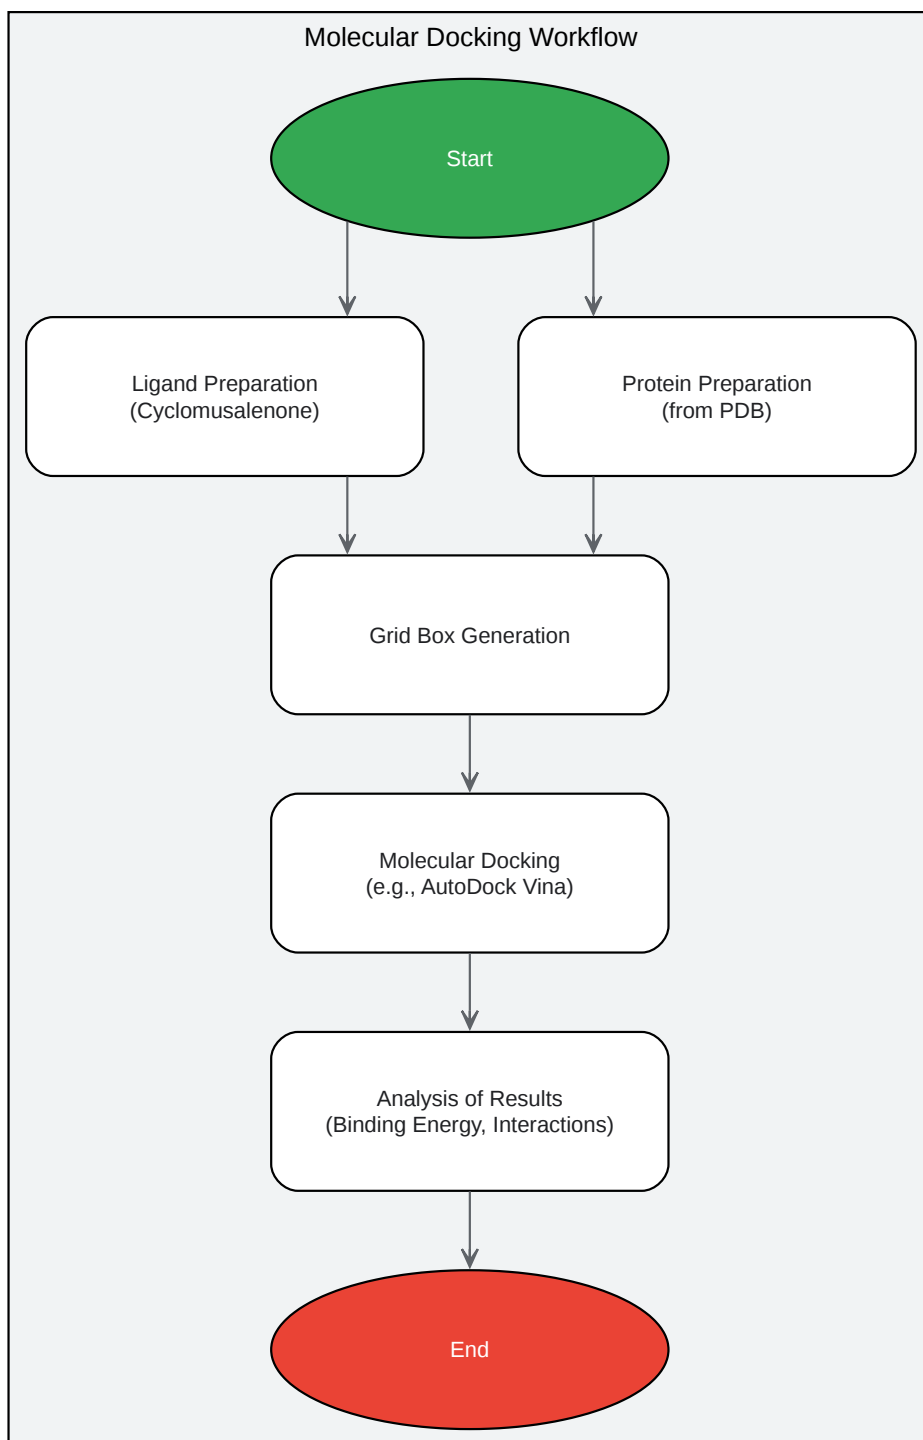 Molecular Docking Workflow
Start
Ligand Preparation
(Cyclomusalenone)
Protein Preparation
(from PDB)
Grid Box Generation
Molecular Docking
(e.g., AutoDock Vina)
Analysis of Results
(Binding Energy, Interactions)
End